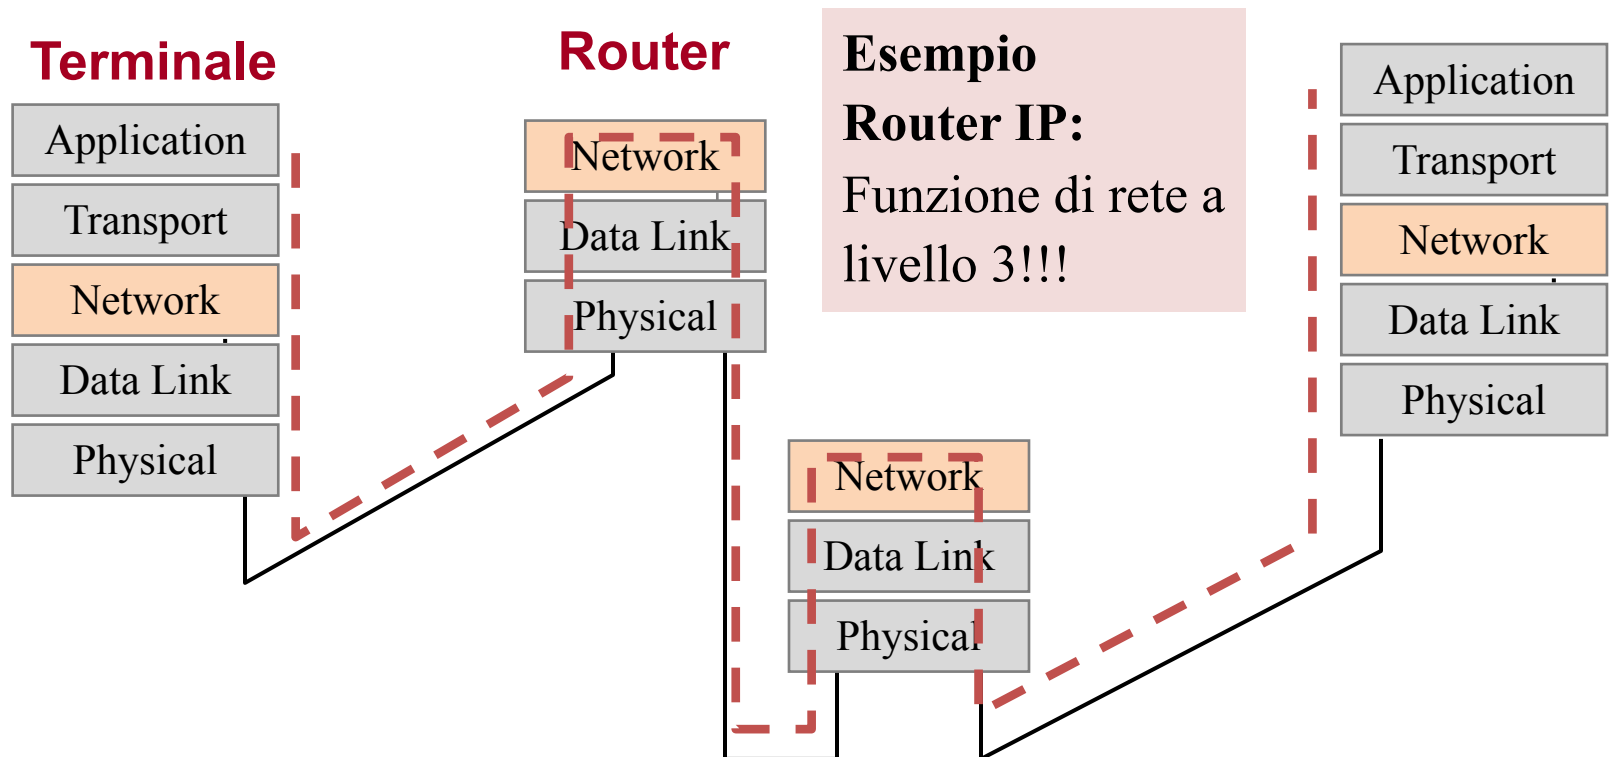 Terminale
Application
Transport
Network
Data Link
Physical
Router
Network
Data Link
Physical
Esempio
Router IP:
Funzione di rete a
livello 3!!!
Network
Data Link
Physical
Application
Transport
Network
Data Link
Physical